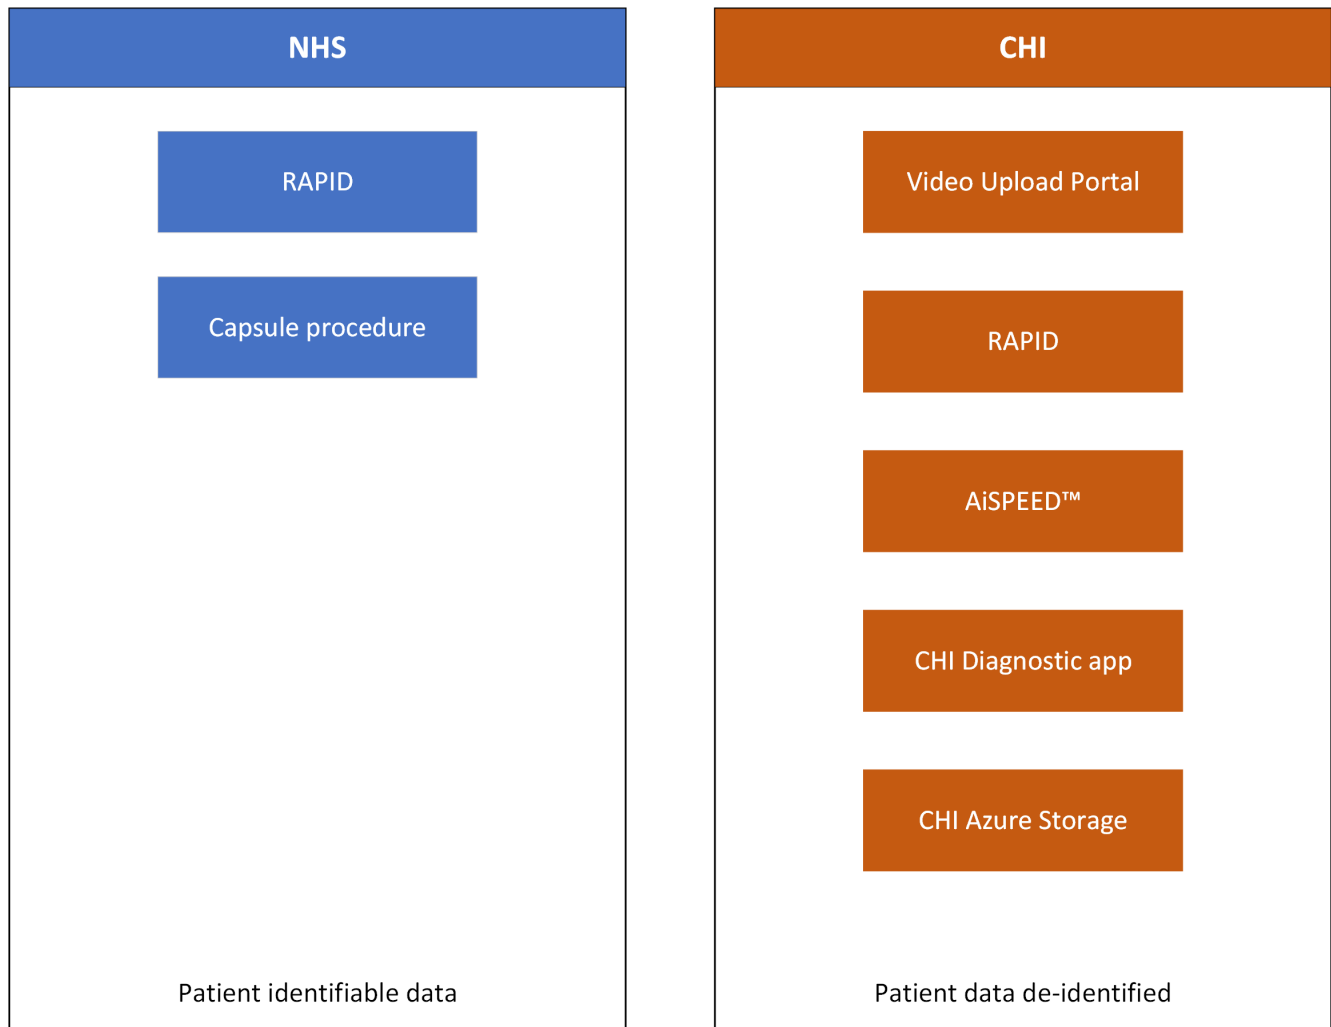 NHS
RAPID
Capsule procedure
Patient identifiable data
CHI
Video Upload Portal
RAPID
AiSPEED™
CHI Diagnostic app
CHI Azure Storage
Patient data de-identified